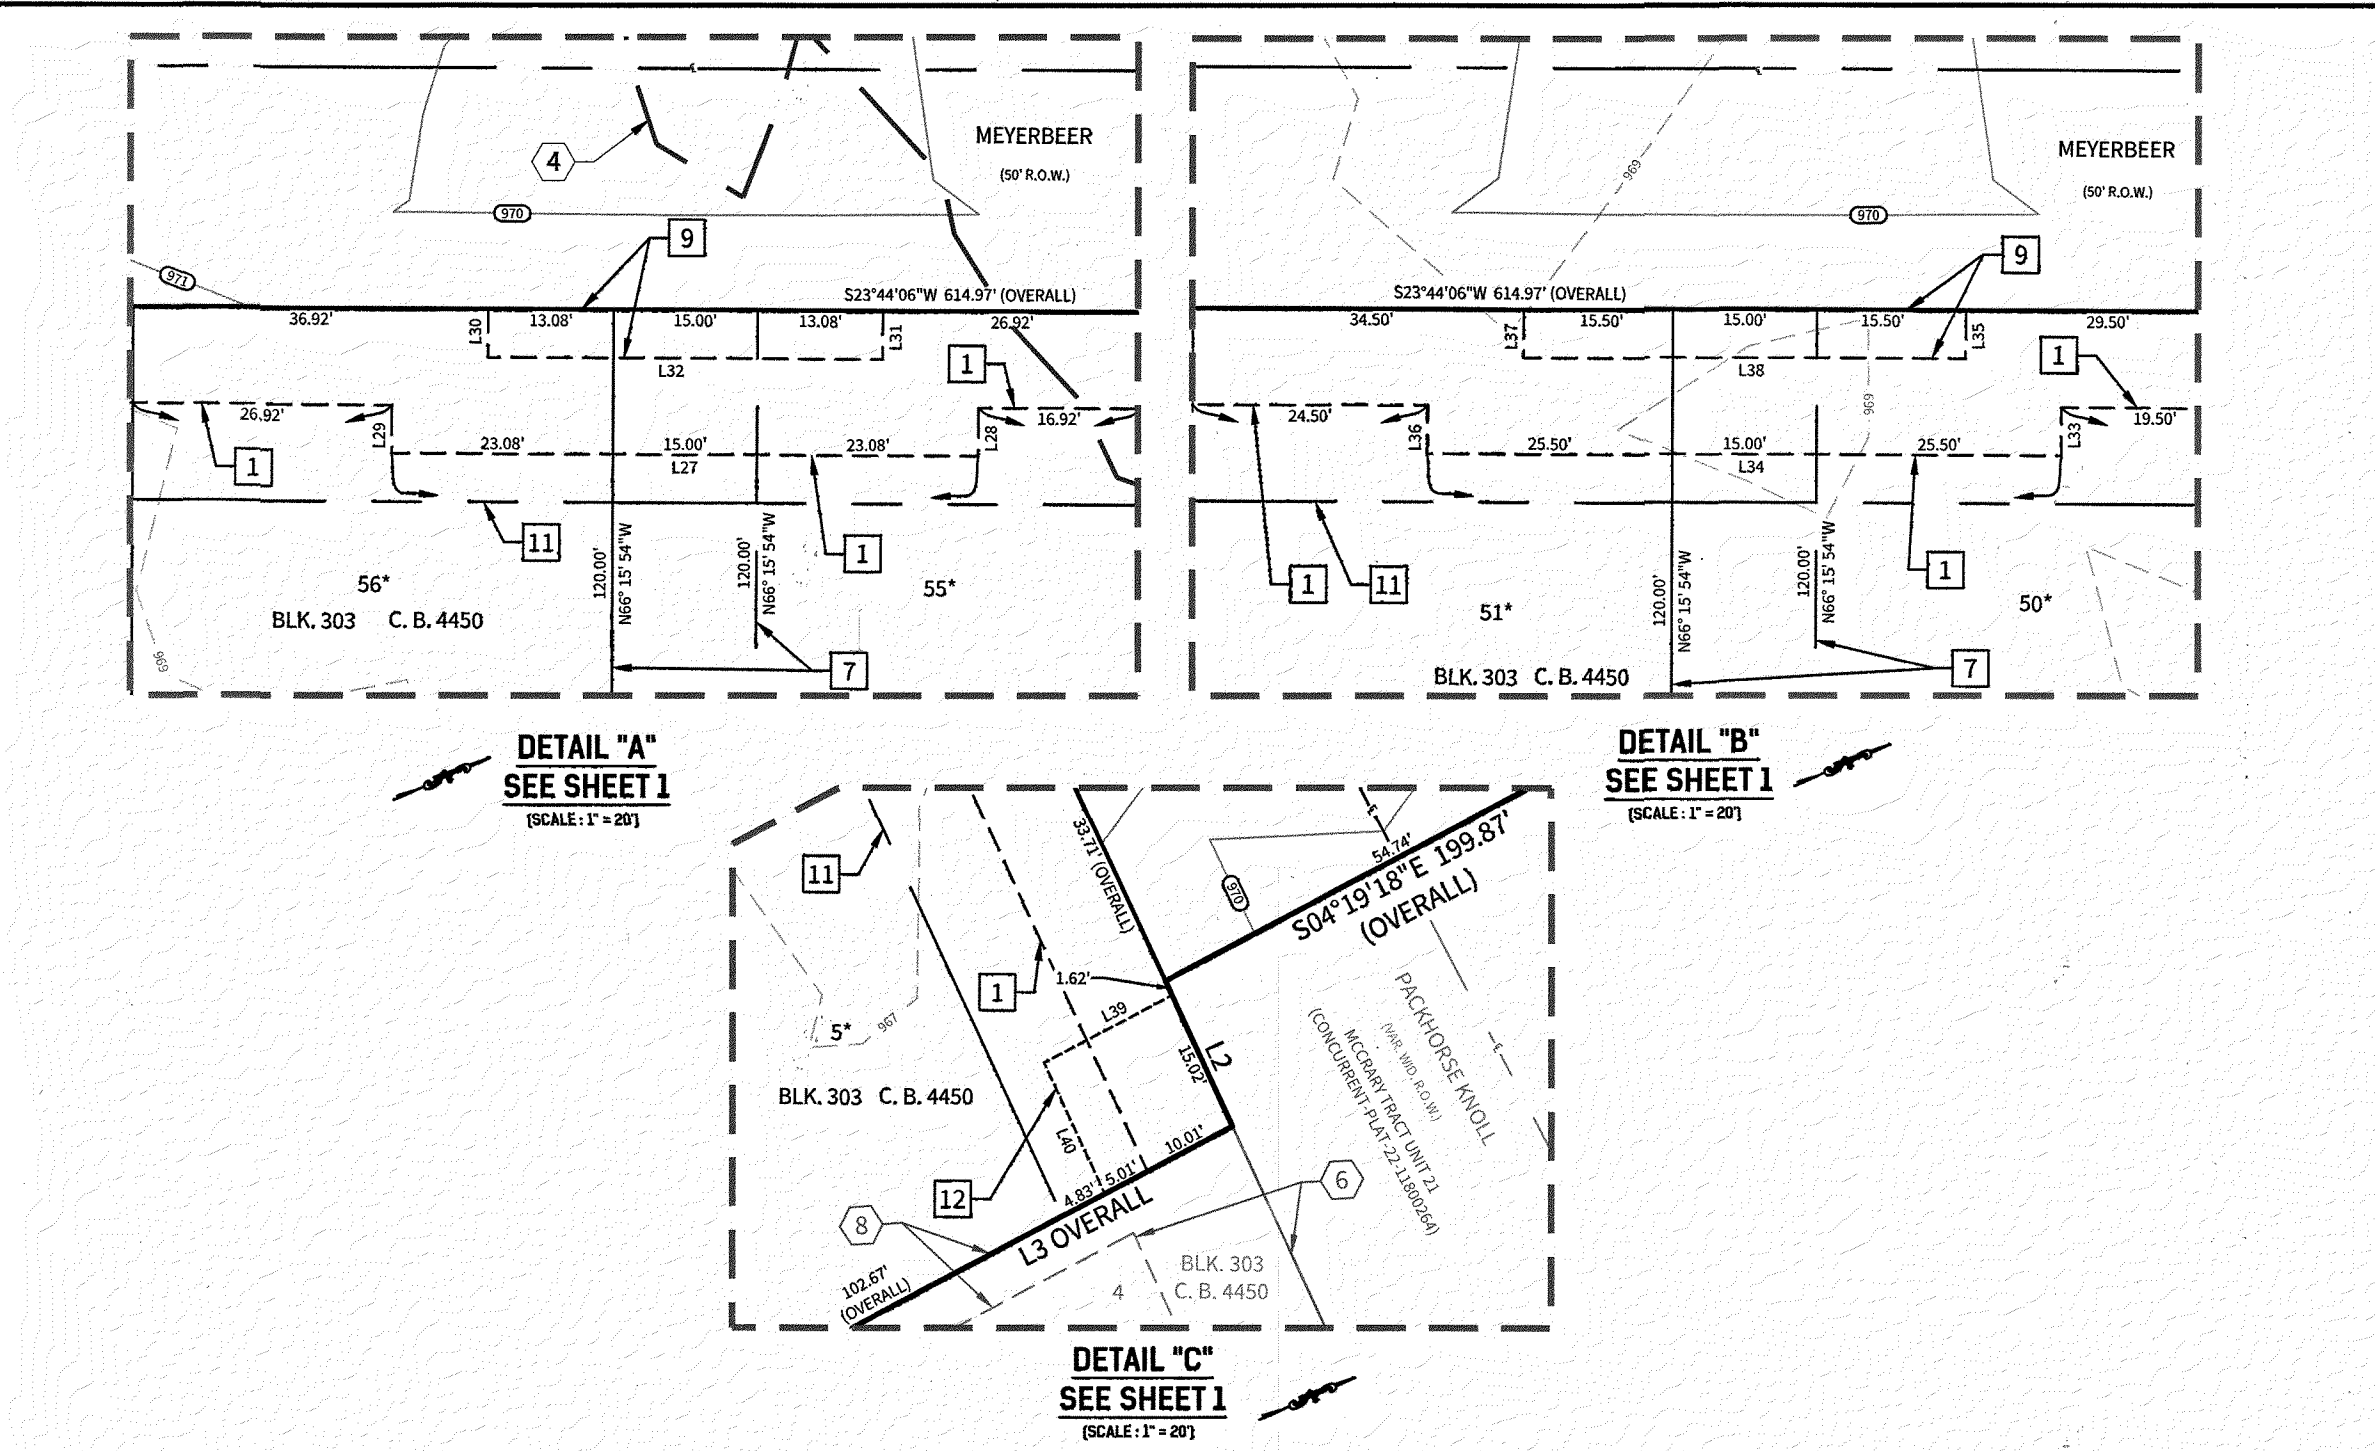 4
MEYERBEER
(50' R.O.W.)
970
9
971
S23°44'06"W 614.97' (OVERALL)
36.92'
L30
13.08'
15.00'
13.08'
L31
26.92'
L32
1
26.92'
L29
23.08'
15.00'
23.08'
L28
16.92'
L27
1
11
1
120.00'
N66° 15' 54"W
120.00'
N66° 15' 54"W
56*
55*
BLK. 303 C. B. 4450
969
7
DETAIL "A"
SEE SHEET 1
(SCALE: 1" = 20')
969
MEYERBEER
(50' R.O.W.)
970
9
S23°44'06"W 614.97' (OVERALL)
34.50'
L37
15.50'
15.00'
15.50'
L35
29.50'
L38
1
24.50'
L36
25.50'
15.00'
25.50'
L33
19.50'
L34
969
1
11
1
120.00'
N66° 15' 54"W
120.00'
N66° 15' 54"W
51*
50*
BLK. 303 C. B. 4450
7
DETAIL "B"
SEE SHEET 1
(SCALE: 1" = 20')
11
33.71' (OVERALL)
54.74'
970
S04°19'18"E 199.87'
(OVERALL)
1
1.62'
L39
5*
967
L2
15.02'
PACKHORSE KNOLL
(VAR. WID. R.O.W.)
MCCRARY TRACT UNIT 21
(CONCURRENT-PLAT-22-11800264)
BLK. 303 C. B. 4450
L40
10.01'
5.01'
4.83'
12
6
8
L3 OVERALL
102.67'
(OVERALL)
BLK. 303
4
C. B. 4450
DETAIL "C"
SEE SHEET 1
(SCALE: 1" = 20')